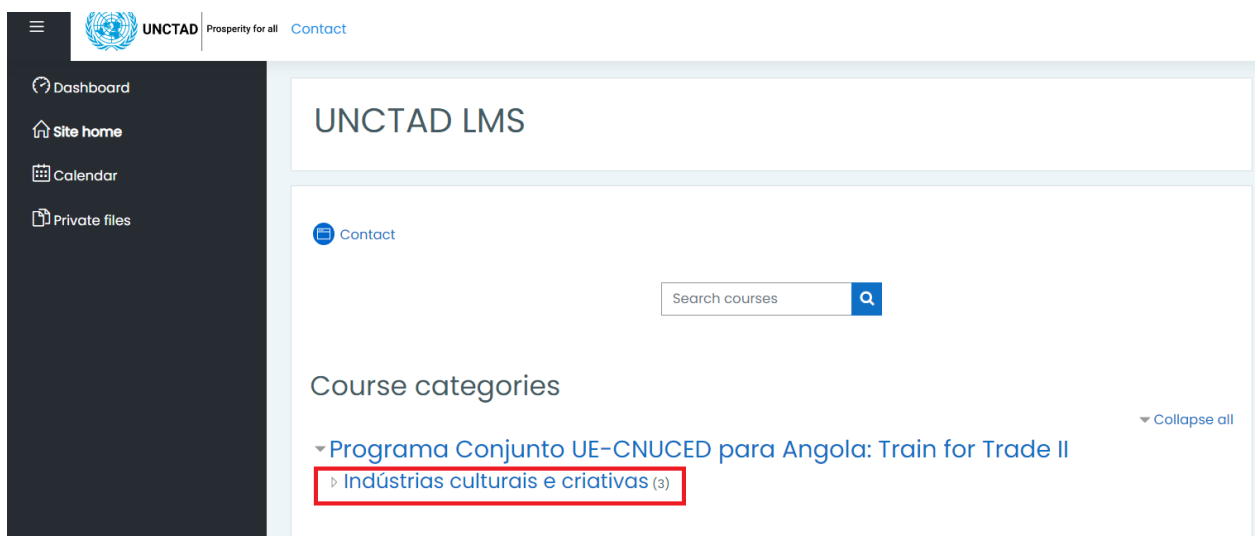 UNCTAD Prosperity for all Contact
Dashboard
Site home
Calendar
Private files
UNCTAD LMS
Contact
Search courses
Course categories
Collapse all
Programa Conjunto UE-CNUCED para Angola: Train for Trade II
Indústrias culturais e criativas (3)